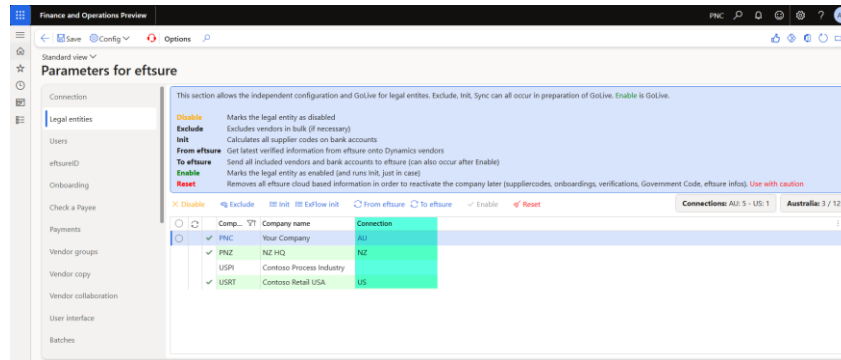 Finance and Operations Preview
PNC
Save Config Options
Standard view
Parameters for eftsure
Connection
Legal entities
Users
eftsureID
Onboarding
Check a Payee
Payments
Vendor groups
Vendor copy
Vendor collaboration
User interface
Batches
This section allows the independent configuration and GoLive for legal entites. Exclude, Init, Sync can all occur in preparation of GoLive. Enable is GoLive.
Disable Marks the legal entity as disabled
Exclude Excludes vendors in bulk (if necessary)
Init Calculates all supplier codes on bank accounts
From eftsure Get latest verified information from eftsure onto Dynamics vendors
To eftsure Send all included vendors and bank accounts to eftsure (can also occur after Enable)
Enable Marks the legal entity as enabled (and runs Init, just in case)
Reset Removes all eftsure cloud based information in order to reactivate the company later (suppliercodes, onboardings, verifications, Government Code, eftsure infos). Use with caution
Disable Exclude Init ExFlow init From eftsure To eftsure Enable Reset
Connections: AU: 5 - US: 1 Australia: 3 / 12
Comp... Company name Connection
PNC Your Company AU
PNZ NZ HQ NZ
USPI Contoso Process Industry
USRT Contoso Retail USA US